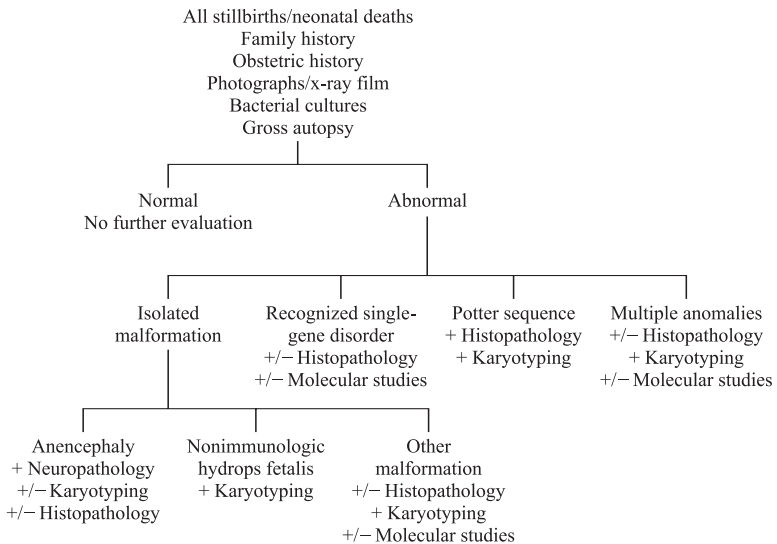 All stillbirths/neonatal deaths
Family history
Obstetric history
Photographs/x-ray film
Bacterial cultures
Gross autopsy
Normal
No further evaluation
Abnormal
Isolated
malformation
Recognized single-
gene disorder
+/− Histopathology
+/− Molecular studies
Potter sequence
+ Histopathology
+ Karyotyping
Multiple anomalies
+/− Histopathology
+ Karyotyping
+/− Molecular studies
Anencephaly
+ Neuropathology
+/− Karyotyping
+/− Histopathology
Nonimmunologic
hydrops fetalis
+ Karyotyping
Other
malformation
+/− Histopathology
+ Karyotyping
+/− Molecular studies